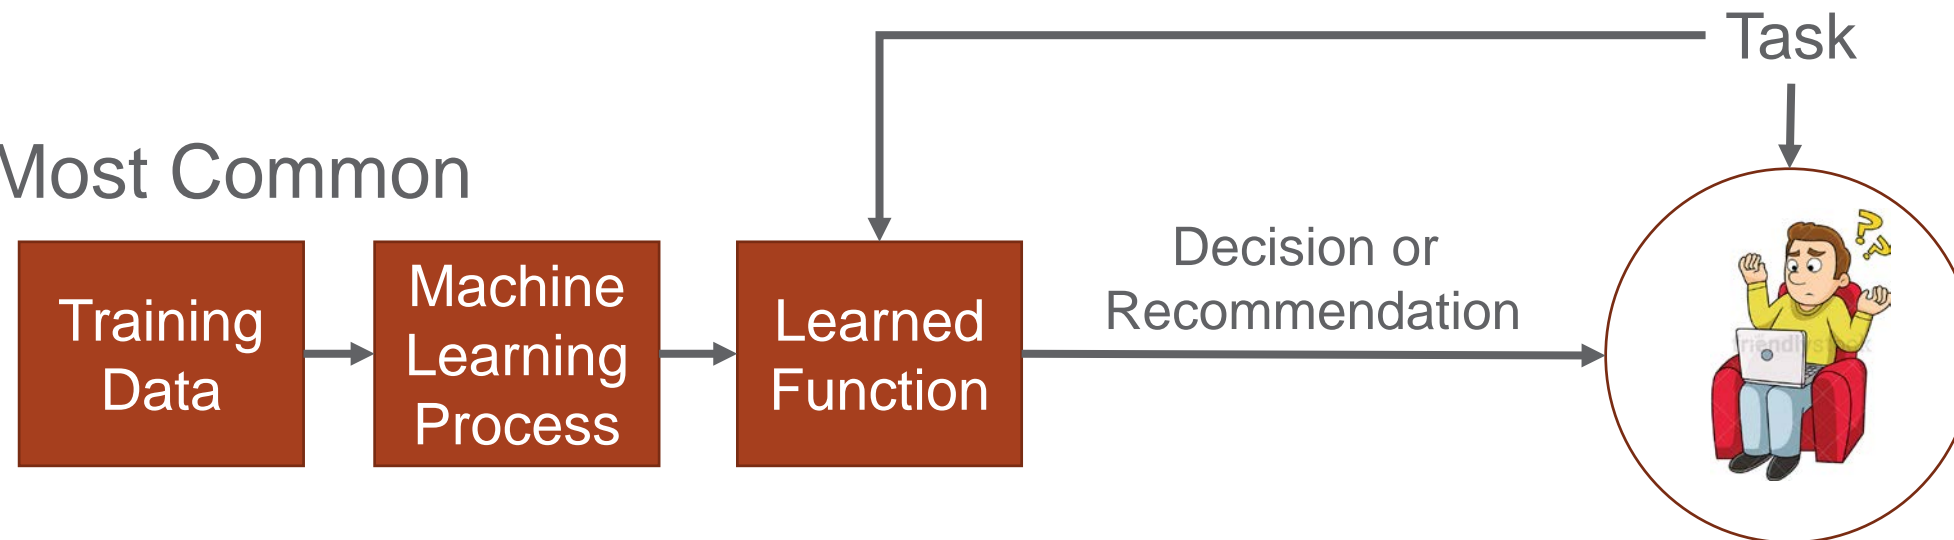 Task
Most Common
Training
Data
Machine
Learning
Process
Learned
Function
Decision or
Recommendation
? ?